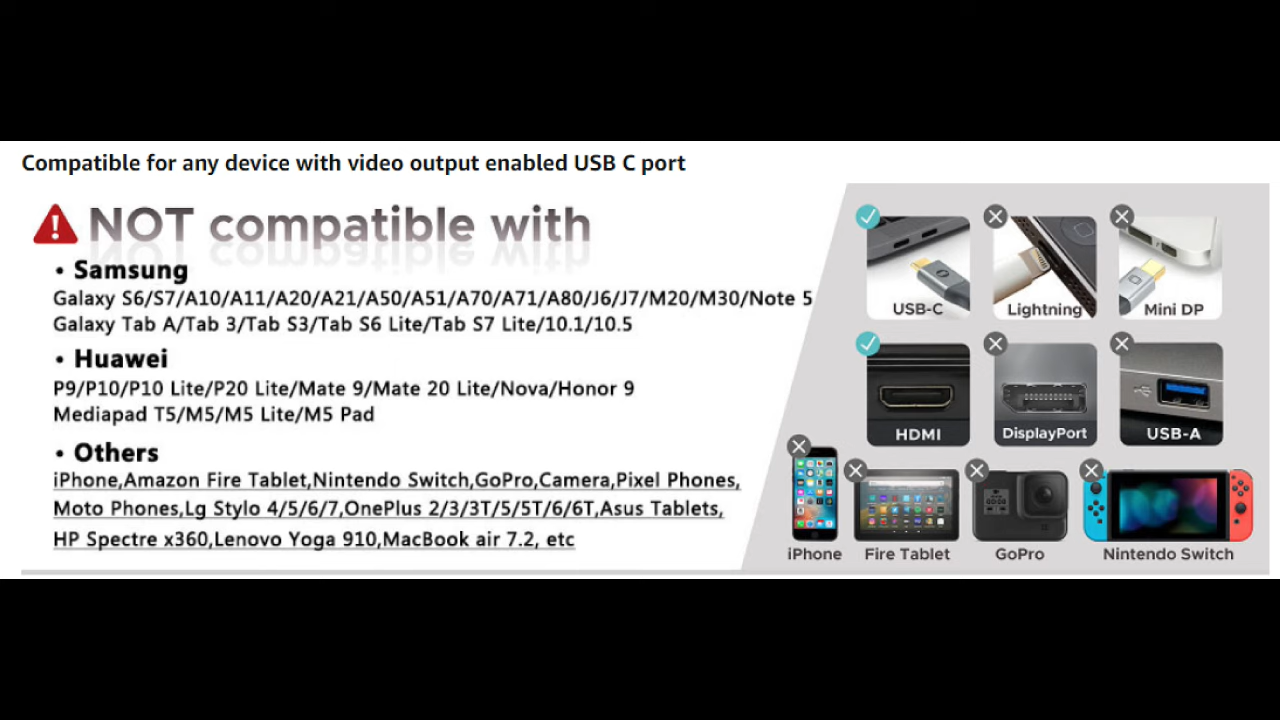 Compatible for any device with video output enabled USB C port
NOT compatible with
• Samsung
Galaxy S6/S7/A10/A11/A20/A21/A50/A51/A70/A71/A80/J6/J7/M20/M30/Note 5
Galaxy Tab A/Tab 3/Tab S3/Tab S6 Lite/Tab S7 Lite/10.1/10.5
• Huawei
P9/P10/P10 Lite/P20 Lite/Mate 9/Mate 20 Lite/Nova/Honor 9
Mediapad T5/M5/M5 Lite/M5 Pad
• Others
iPhone,Amazon Fire Tablet,Nintendo Switch,GoPro,Camera,Pixel Phones,
Moto Phones,Lg Stylo 4/5/6/7,OnePlus 2/3/3T/5/5T/6/6T,Asus Tablets,
HP Spectre x360,Lenovo Yoga 910,MacBook air 7.2, etc
USB-C
Lightning
Mini DP
HDMI
DisplayPort
USB-A
iPhone
Fire Tablet
GoPro
Nintendo Switch